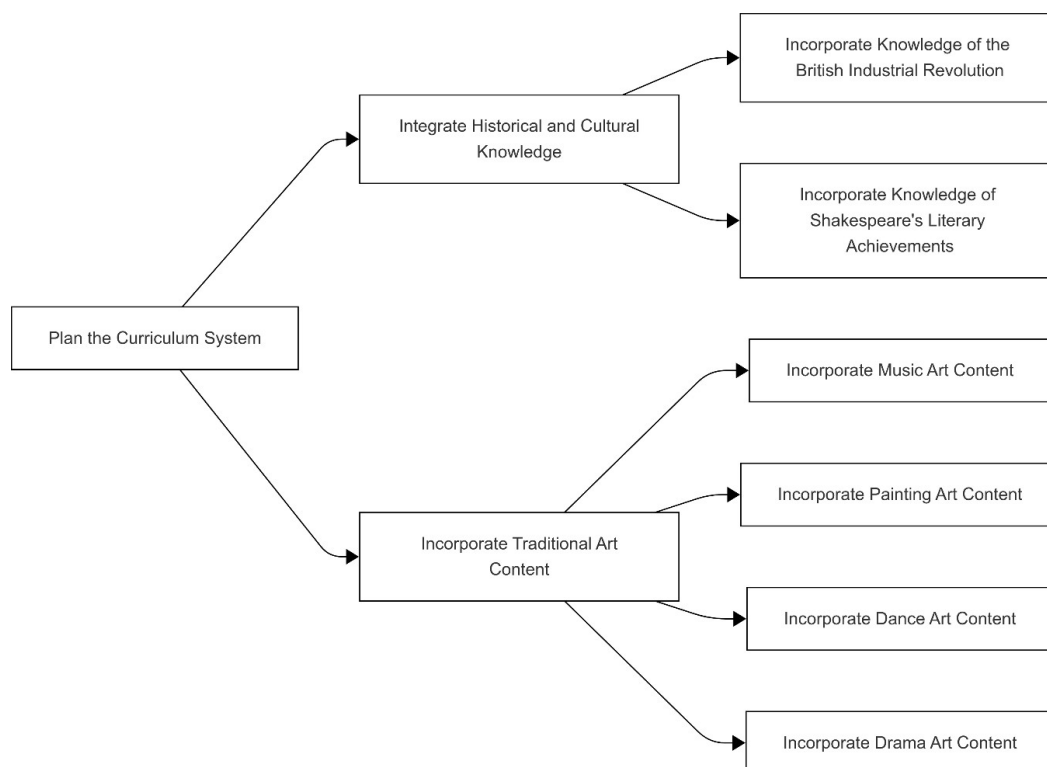 Incorporate Knowledge of the
British Industrial Revolution
Integrate Historical and Cultural
Knowledge
Incorporate Knowledge of
Shakespeare's Literary
Achievements
Plan the Curriculum System
Incorporate Music Art Content
Incorporate Painting Art Content
Incorporate Traditional Art
Content
Incorporate Dance Art Content
Incorporate Drama Art Content